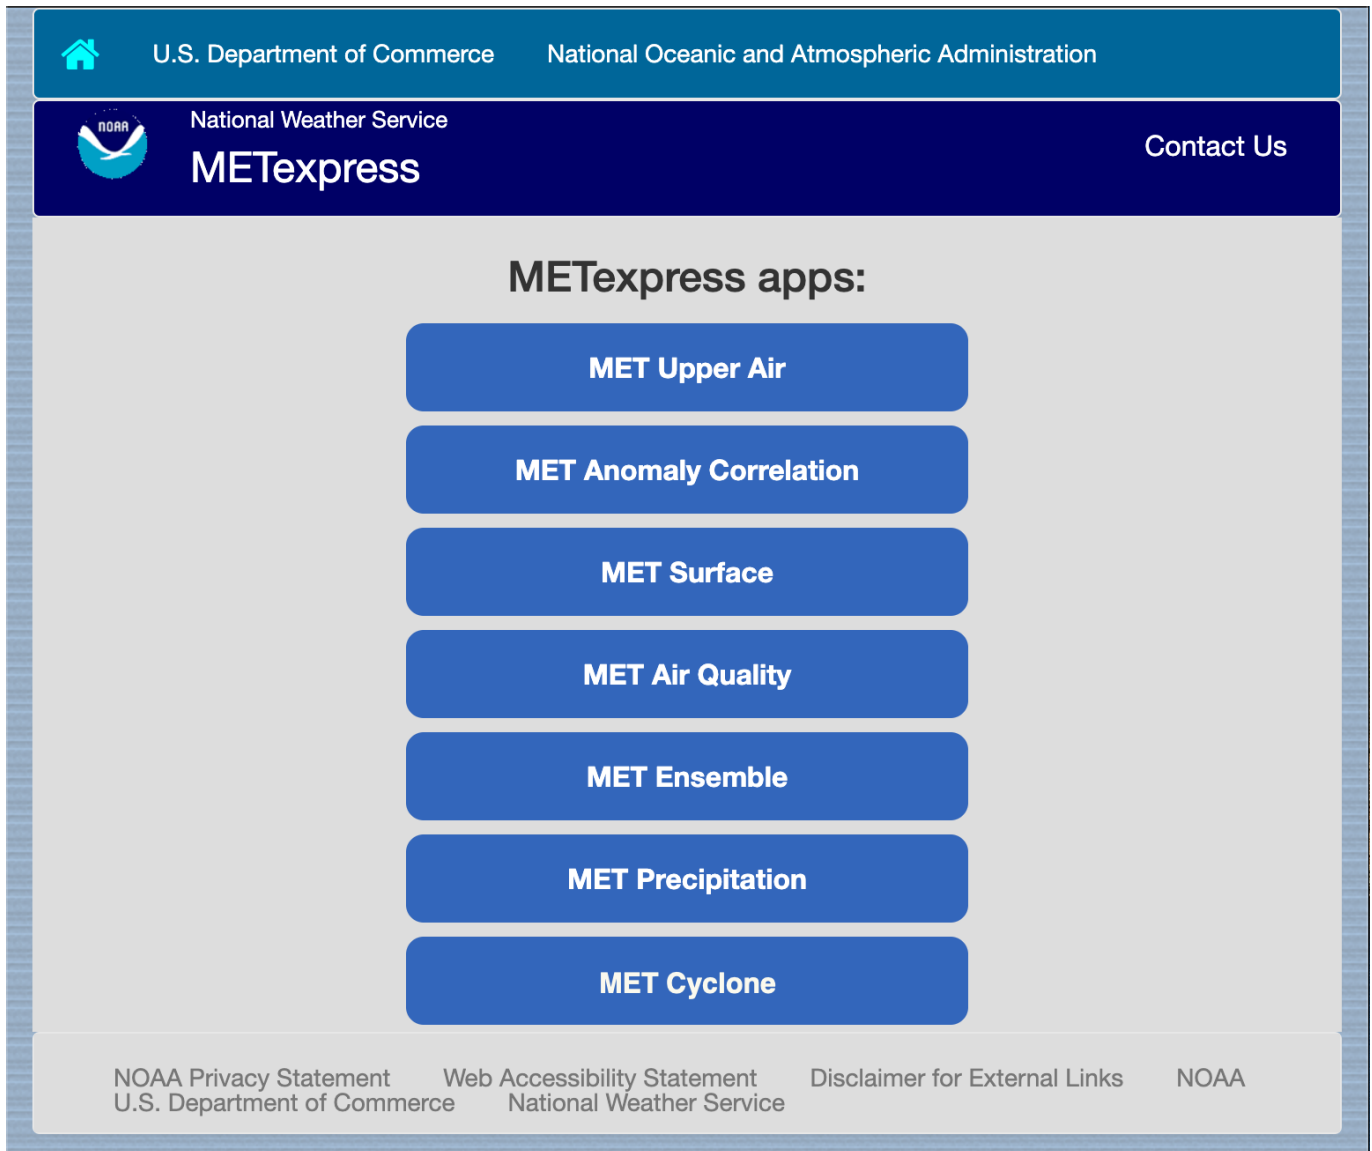 U.S. Department of Commerce National Oceanic and Atmospheric Administration
NOAA
National Weather Service
METexpress
Contact Us
METexpress apps:
MET Upper Air
MET Anomaly Correlation
MET Surface
MET Air Quality
MET Ensemble
MET Precipitation
MET Cyclone
NOAA Privacy Statement Web Accessibility Statement Disclaimer for External Links NOAA
U.S. Department of Commerce National Weather Service